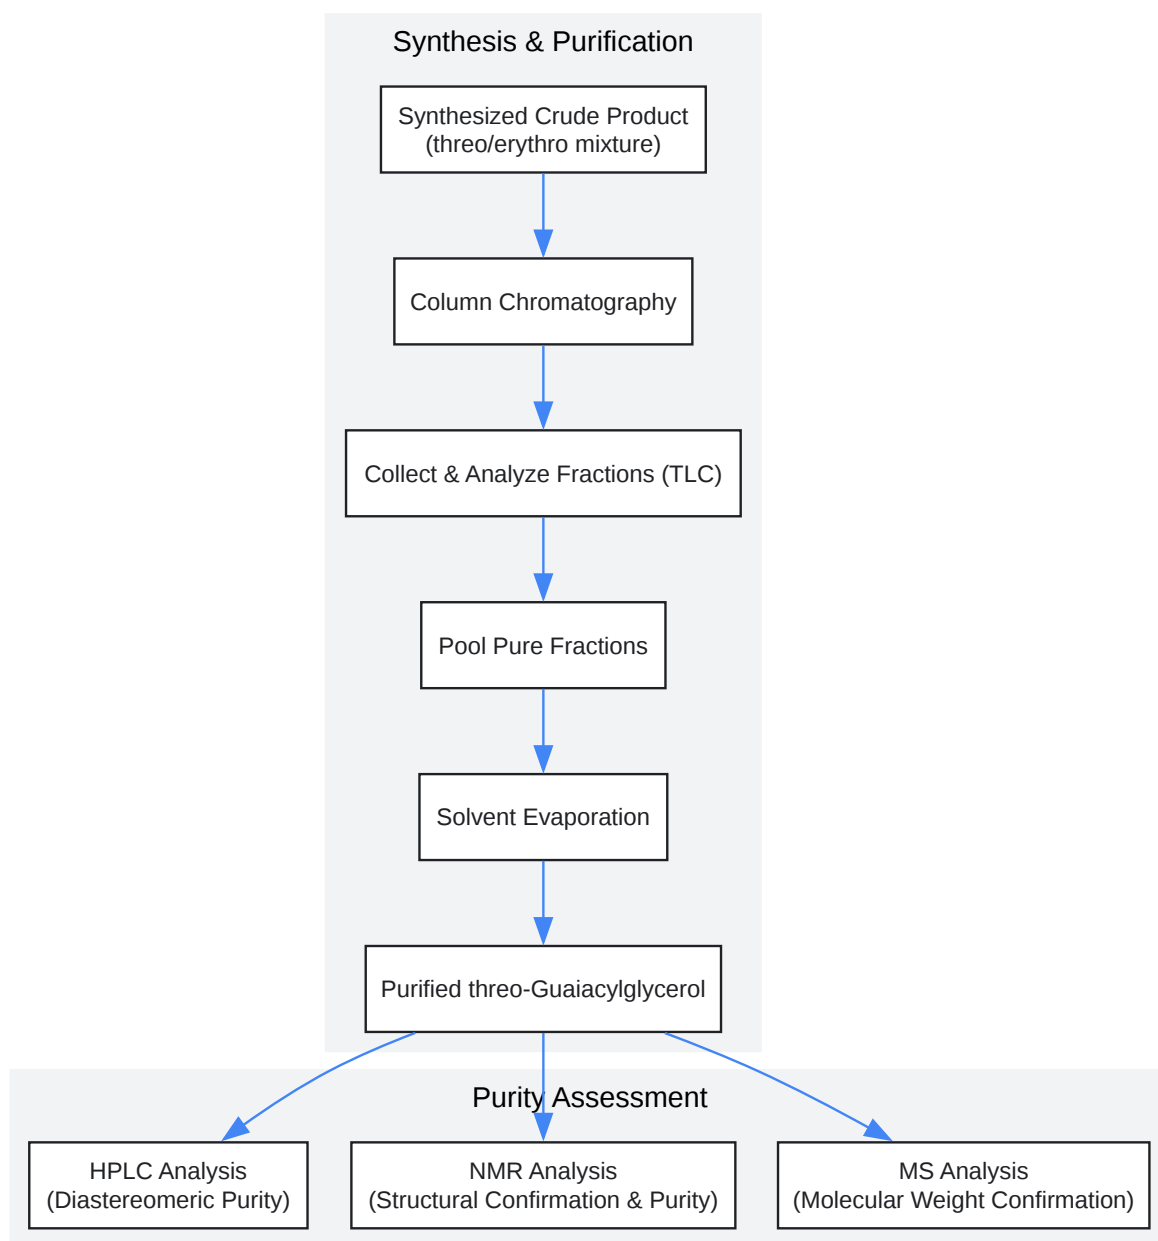 Synthesis & Purification
Synthesized Crude Product
(threo/erythro mixture)
Column Chromatography
Collect & Analyze Fractions (TLC)
Pool Pure Fractions
Solvent Evaporation
Purified threo-Guaiacylglycerol
Purity Assessment
HPLC Analysis
(Diastereomeric Purity)
NMR Analysis
(Structural Confirmation & Purity)
MS Analysis
(Molecular Weight Confirmation)